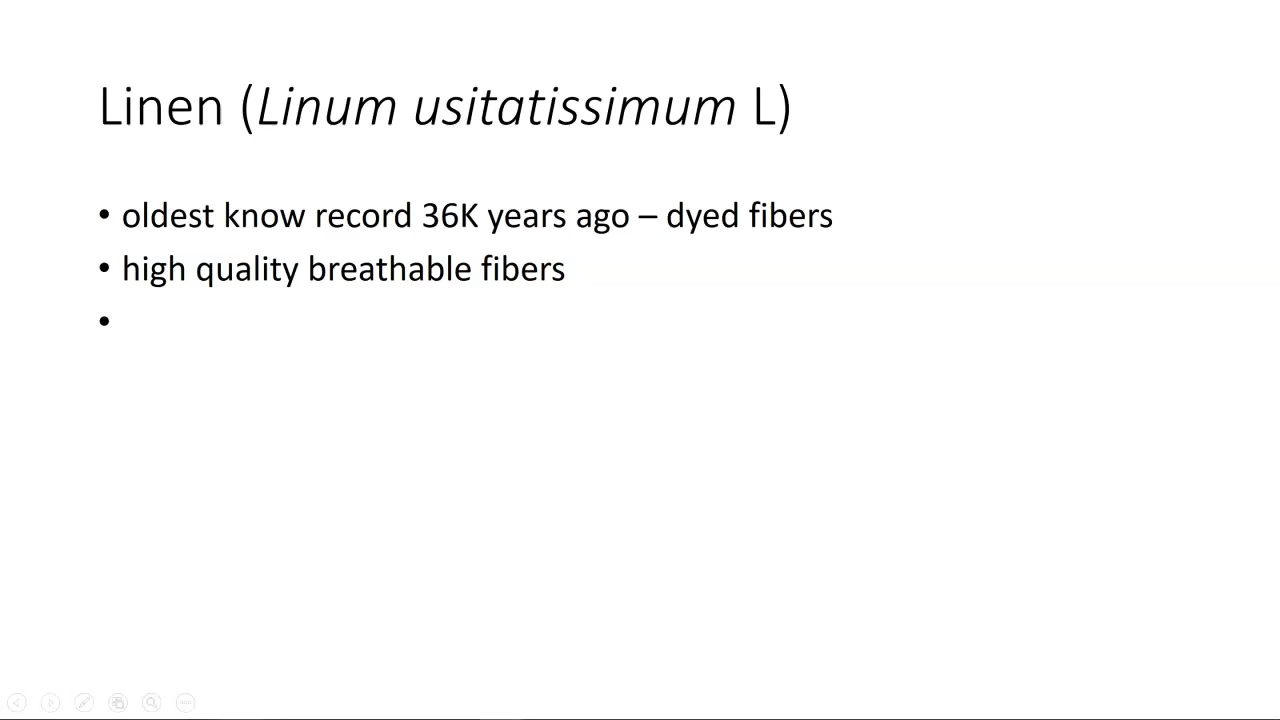 Linen (Linum usitatissimum L)
• oldest know record 36K years ago – dyed fibers
• high quality breathable fibers
•